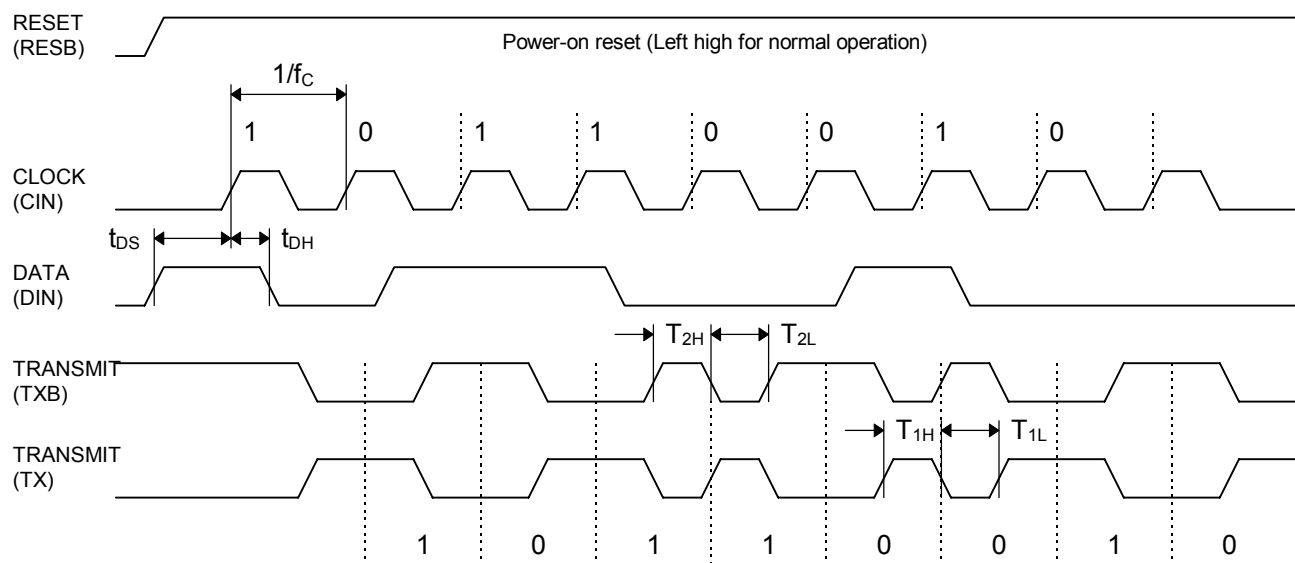 RESET
(RESB)
Power-on reset (Left high for normal operation)
1/fC
1 0 1 1 0 0 1 0
CLOCK
(CIN)
tDS tDH
DATA
(DIN)
T2H T2L
TRANSMIT
(TXB)
T1H T1L
TRANSMIT
(TX)
1 0 1 1 0 0 1 0